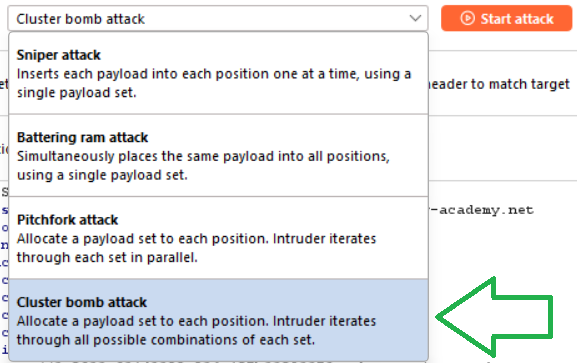 Cluster bomb attack
Start attack
Sniper attack
Inserts each payload into each position one at a time, using a
single payload set.
header to match target
Battering ram attack
Simultaneously places the same payload into all positions,
using a single payload set.
Pitchfork attack
-academy.net
Allocate a payload set to each position. Intruder iterates
through each set in parallel.
Cluster bomb attack
Allocate a payload set to each position. Intruder iterates
through all possible combinations of each set.